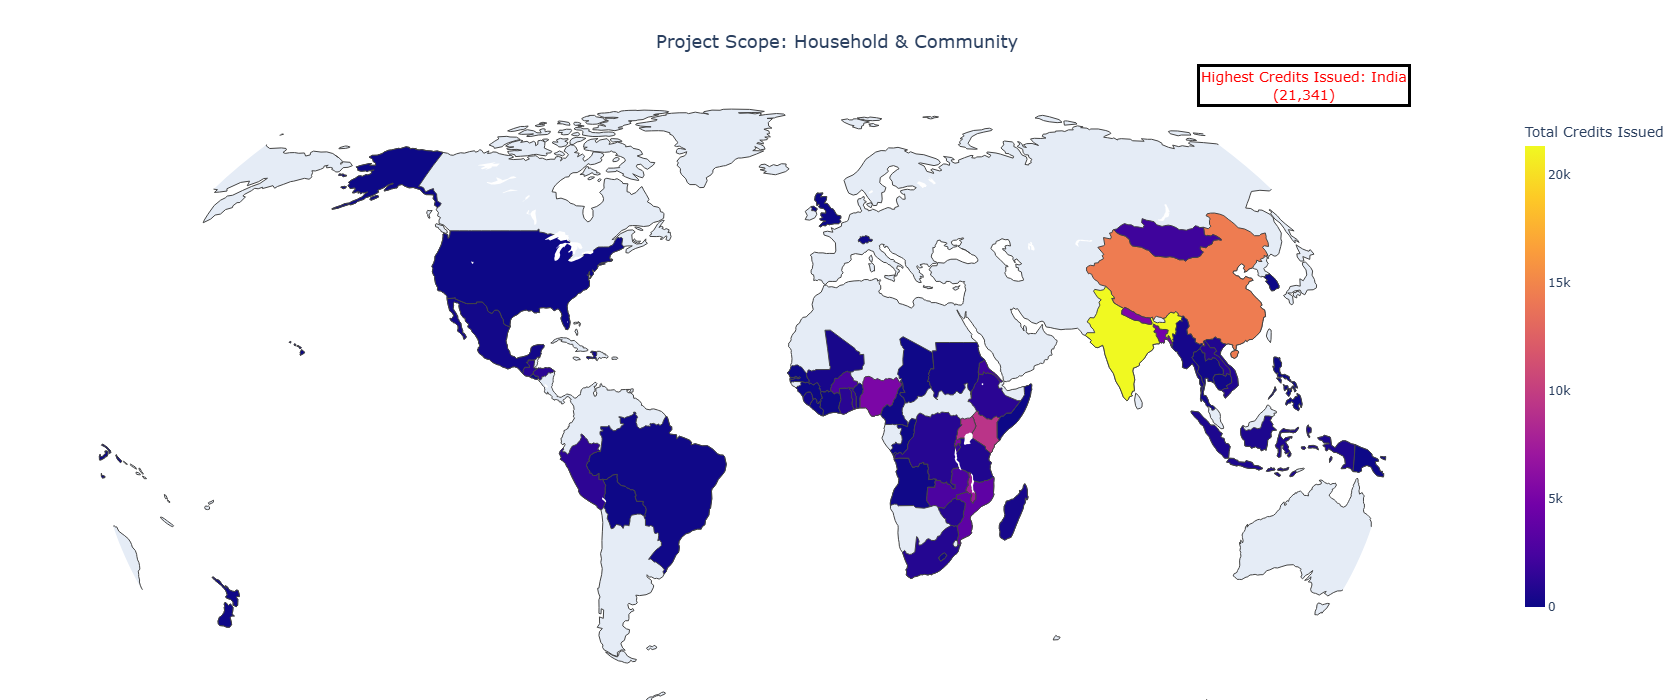 Project Scope: Household & Community
Highest Credits Issued: India
(21,341)
Total Credits Issued
20k
15k
10k
5k
0